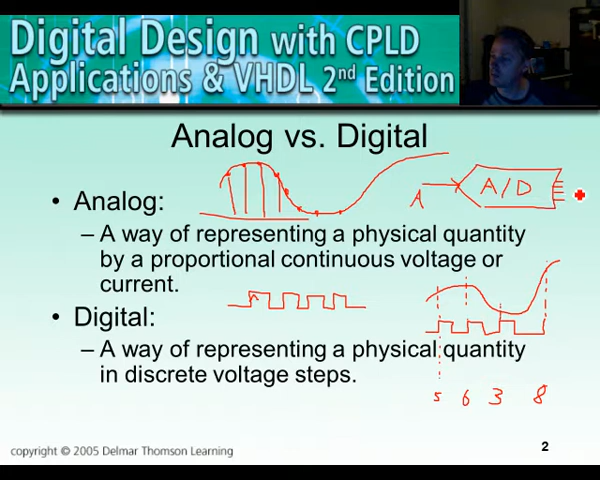 Digital Design with CPLD
Applications & VHDL 2nd Edition
Analog vs. Digital
A
A/D
• Analog:
– A way of representing a physical quantity
by a proportional continuous voltage or
current.
• Digital:
– A way of representing a physical quantity
in discrete voltage steps.
5 6 3 8
copyright © 2005 Delmar Thomson Learning
2